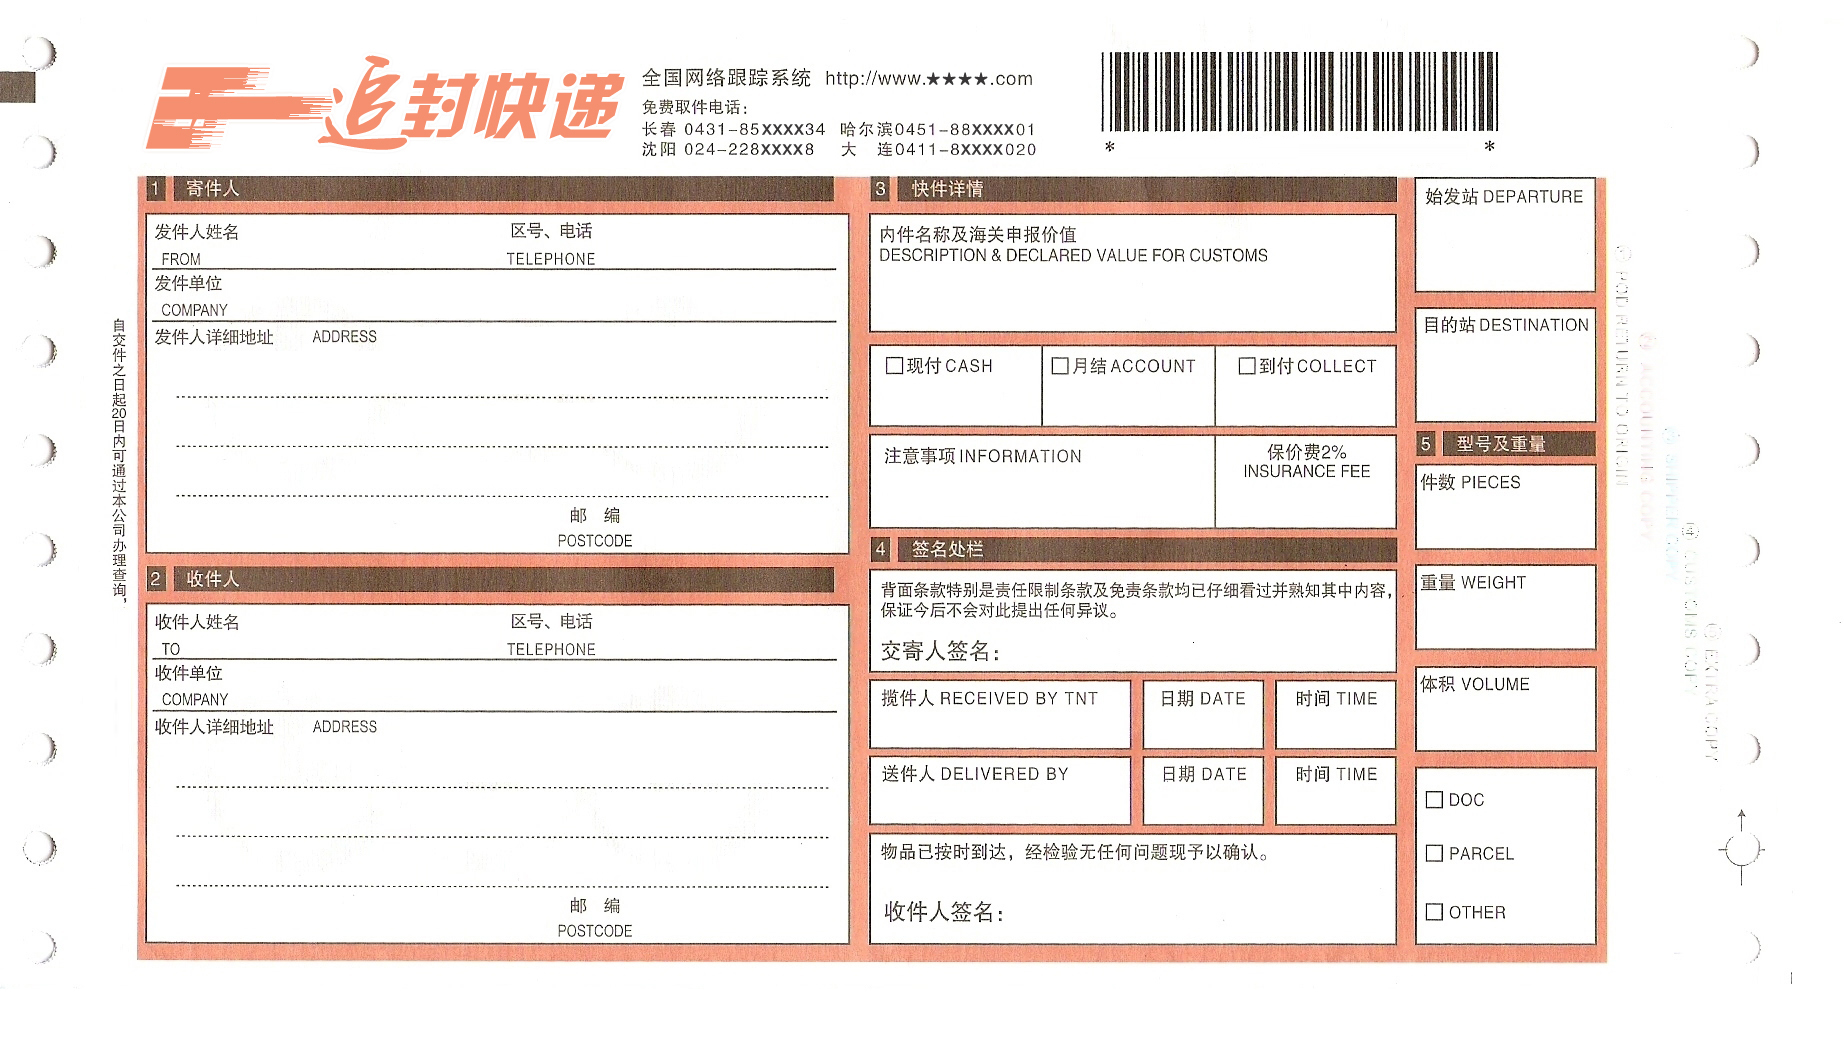 追封快递
全国网络跟踪系统 http://www.★★★★.com
免费取件电话：
长春 0431-85XXXX34 哈尔滨0451-88XXXX01
沈阳 024-228XXXX8 大 连0411-8XXXX020
* *
自交件之日起20日内可通过本公司办理查询，
1 寄件人
发件人姓名 区号、电话
FROM TELEPHONE
发件单位
COMPANY
发件人详细地址 ADDRESS
邮 编
POSTCODE
2 收件人
收件人姓名 区号、电话
TO TELEPHONE
收件单位
COMPANY
收件人详细地址 ADDRESS
邮 编
POSTCODE
3 快件详情
内件名称及海关申报价值
DESCRIPTION & DECLARED VALUE FOR CUSTOMS
现付 CASH 月结 ACCOUNT 到付 COLLECT
注意事项 INFORMATION 保价费2%
INSURANCE FEE
4 签名处栏
背面条款特别是责任限制条款及免责条款均已仔细看过并熟知其中内容，
保证今后不会对此提出任何异议。
交寄人签名：
揽件人 RECEIVED BY TNT 日期 DATE 时间 TIME
送件人 DELIVERED BY 日期 DATE 时间 TIME
物品已按时到达，经检验无任何问题现予以确认。
收件人签名：
始发站 DEPARTURE
目的站 DESTINATION
5 型号及重量
件数 PIECES
重量 WEIGHT
体积 VOLUME
DOC
PARCEL
OTHER
POD RETURN TO ORIGIN
ACCOUNTING COPY
SHIPPER COPY
CUSTOMS COPY
EXTRA COPY